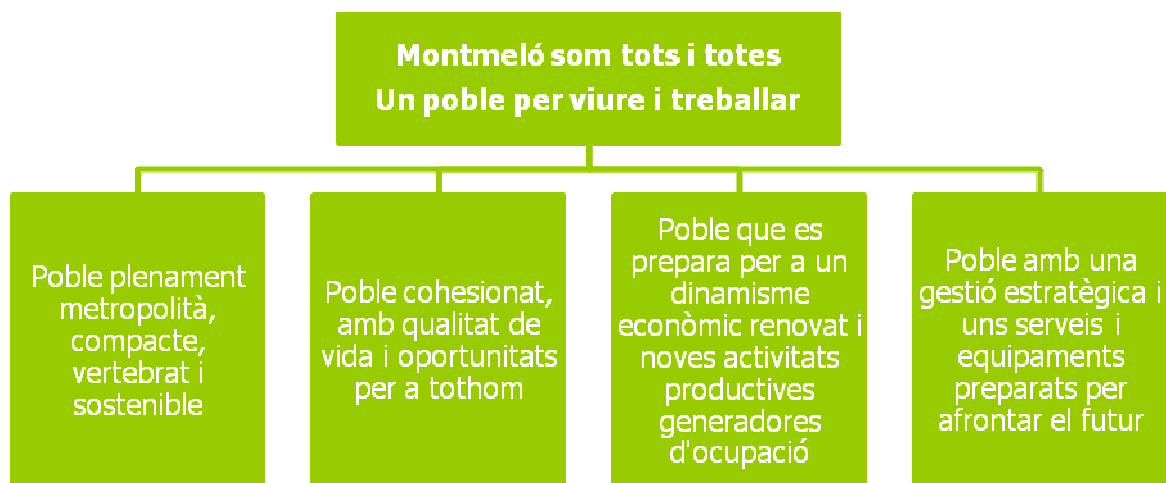 Montmeló som tots i totes
Un poble per viure i treballar
Poble plenament
metropolità,
compacte,
vertebrat i
sostenible
Poble cohesionat,
amb qualitat de
vida i oportunitats
per a tothom
Poble que es
prepara per a un
dinamisme
econòmic renovat i
noves activitats
productives
generadores
d'ocupació
Poble amb una
gestió estratègica i
uns serveis i
equipaments
preparats per
afrontar el futur